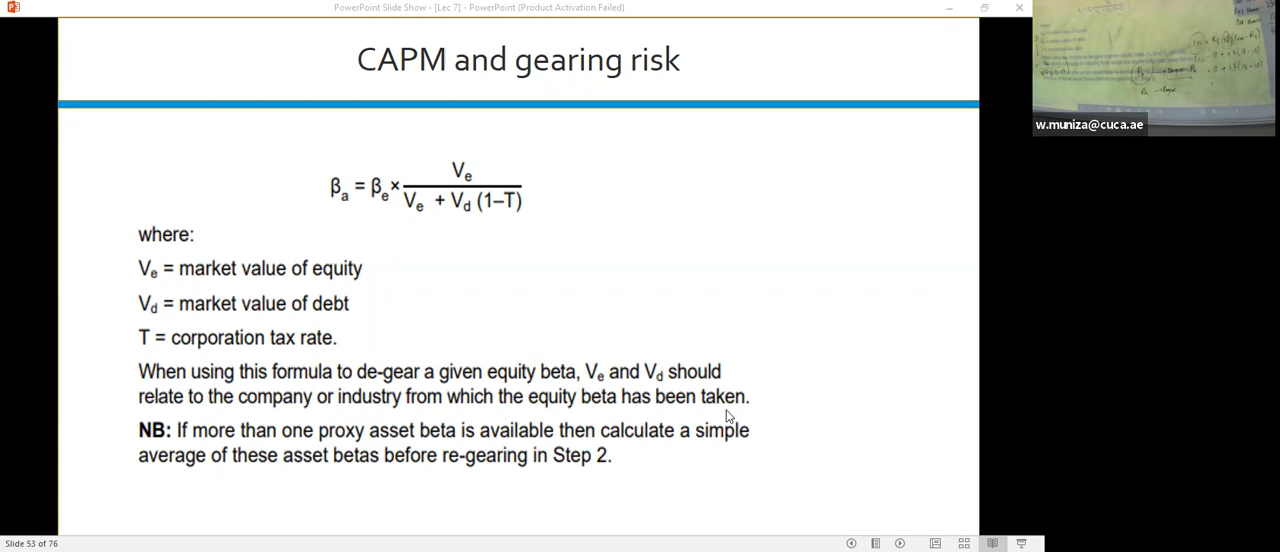 PowerPoint Slide Show - [Lec 7] - PowerPoint (Product Activation Failed)
CAPM and gearing risk
βa = βe × Ve / (Ve + Vd (1–T))
where:
Ve = market value of equity
Vd = market value of debt
T = corporation tax rate.
When using this formula to de-gear a given equity beta, Ve and Vd should
relate to the company or industry from which the equity beta has been taken.
NB: If more than one proxy asset beta is available then calculate a simple
average of these asset betas before re-gearing in Step 2.
Slide 53 of 76
w.muniza@cuca.ae